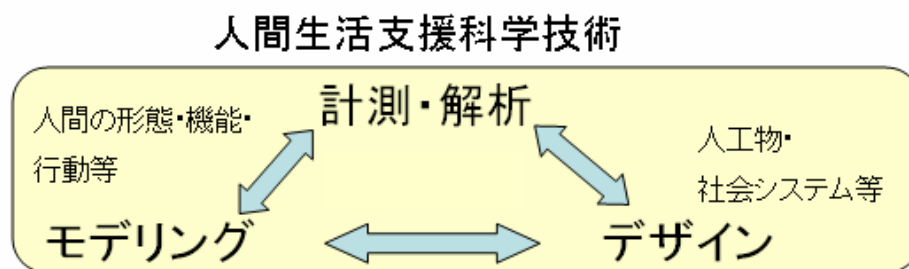 人間生活支援科学技術
計測・解析
人間の形態・機能・
行動等
人工物・
社会システム等
モデリング
デザイン